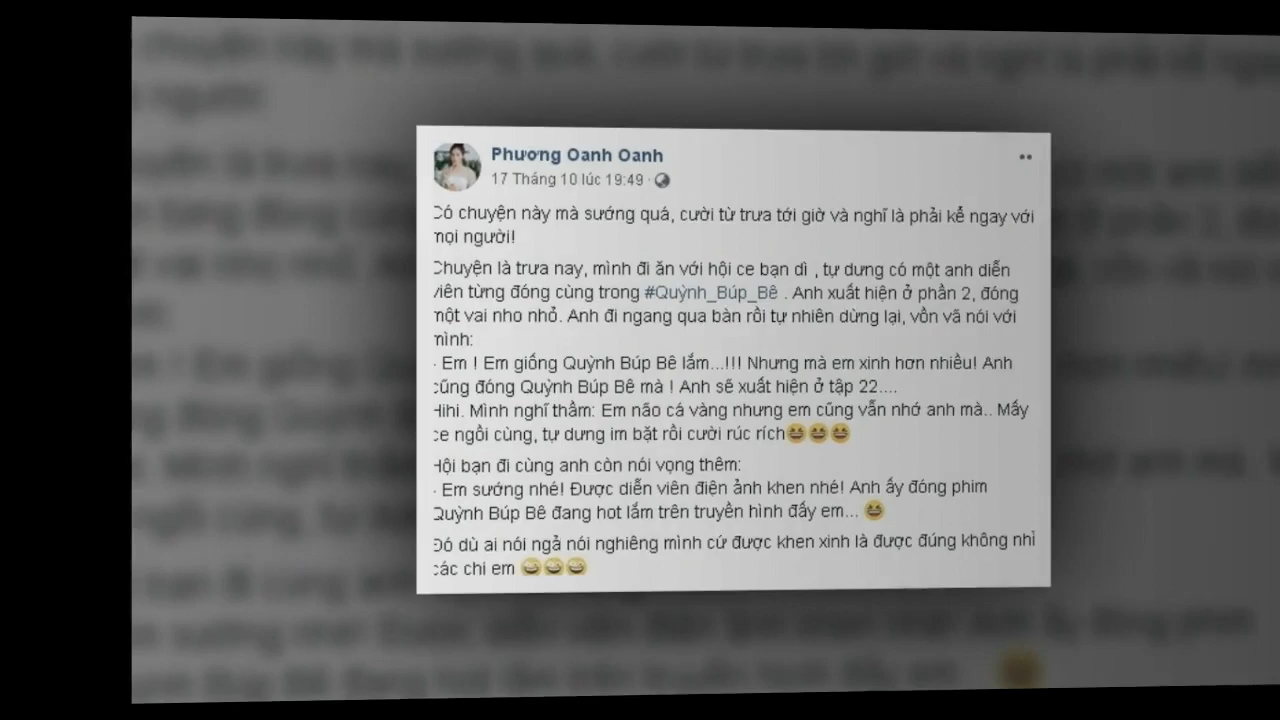 Phương Oanh Oanh
17 Tháng 10 lúc 19:49 ·
Có chuyện này mà sướng quá, cười từ trưa tới giờ và nghĩ là phải kể ngay với
mọi người!
Chuyện là trưa nay, mình đi ăn với hội ce bạn dì , tự dưng có một anh diễn
viên từng đóng cùng trong #Quỳnh_Búp_Bê . Anh xuất hiện ở phần 2, đóng
một vai nho nhỏ. Anh đi ngang qua bàn rồi tự nhiên dừng lại, vồn vã nói với
mình:
- Em ! Em giống Quỳnh Búp Bê lắm...!!! Nhưng mà em xinh hơn nhiều! Anh
cũng đóng Quỳnh Búp Bê mà ! Anh sẽ xuất hiện ở tập 22....
Hihi. Mình nghĩ thầm: Em não cá vàng nhưng em cũng vẫn nhớ anh mà.. Mấy
ce ngồi cùng, tự dưng im bặt rồi cười rúc rích😆😆😆
Hội bạn đi cùng anh còn nói vọng thêm:
- Em sướng nhé! Được diễn viên điện ảnh khen nhé! Anh ấy đóng phim
Quỳnh Búp Bê đang hot lắm trên truyền hình đấy em... 😆
Đó dù ai nói ngả nói nghiêng mình cứ được khen xinh là được đúng không nhỉ
các chi em 😂😂😂